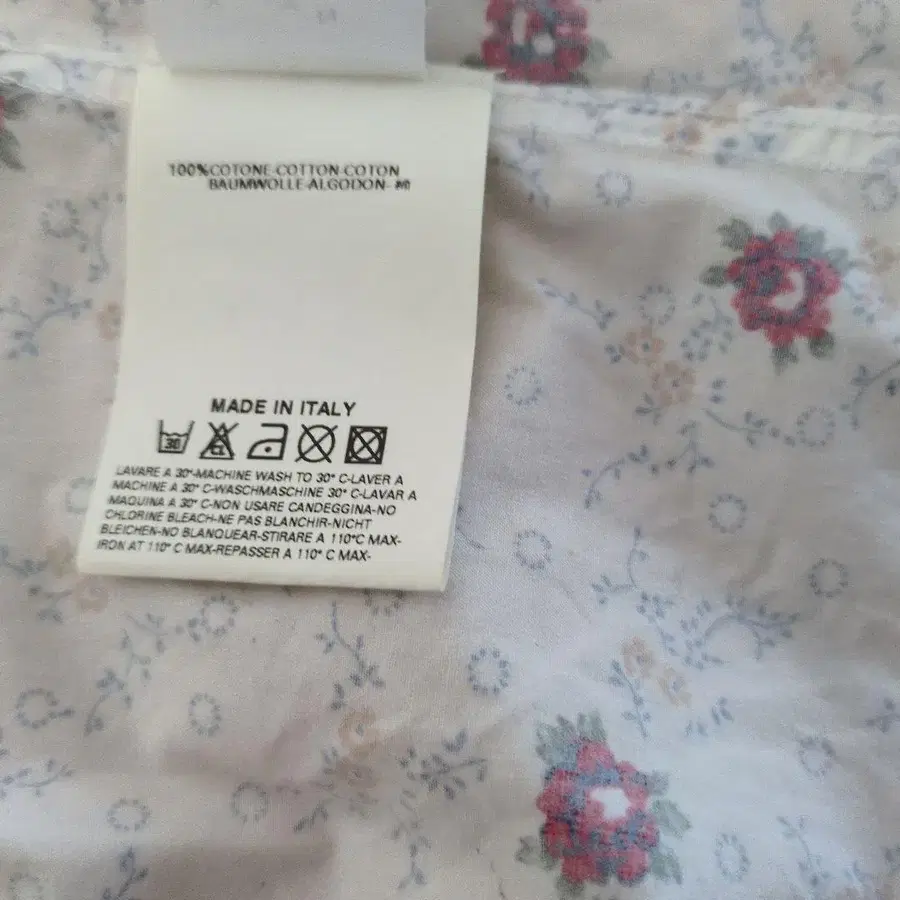 100%COTONE-COTTON-COTON
BAUMWOLLE-ALGODON-
MADE IN ITALY
30 CL
LAVARE A 30°-MACHINE WASH TO 30° C-LAVER A
MACHINE A 30° C-WASCHMASCHINE 30° C-LAVAR A
MAQUINA A 30° C-NON USARE CANDEGGINA-NO
CHLORINE BLEACH-NE PAS BLANCHIR-NICHT
BLEICHEN-NO BLANQUEAR-STIRARE A 110°C MAX-
IRON AT 110° C MAX-REPASSER A 110° C MAX-